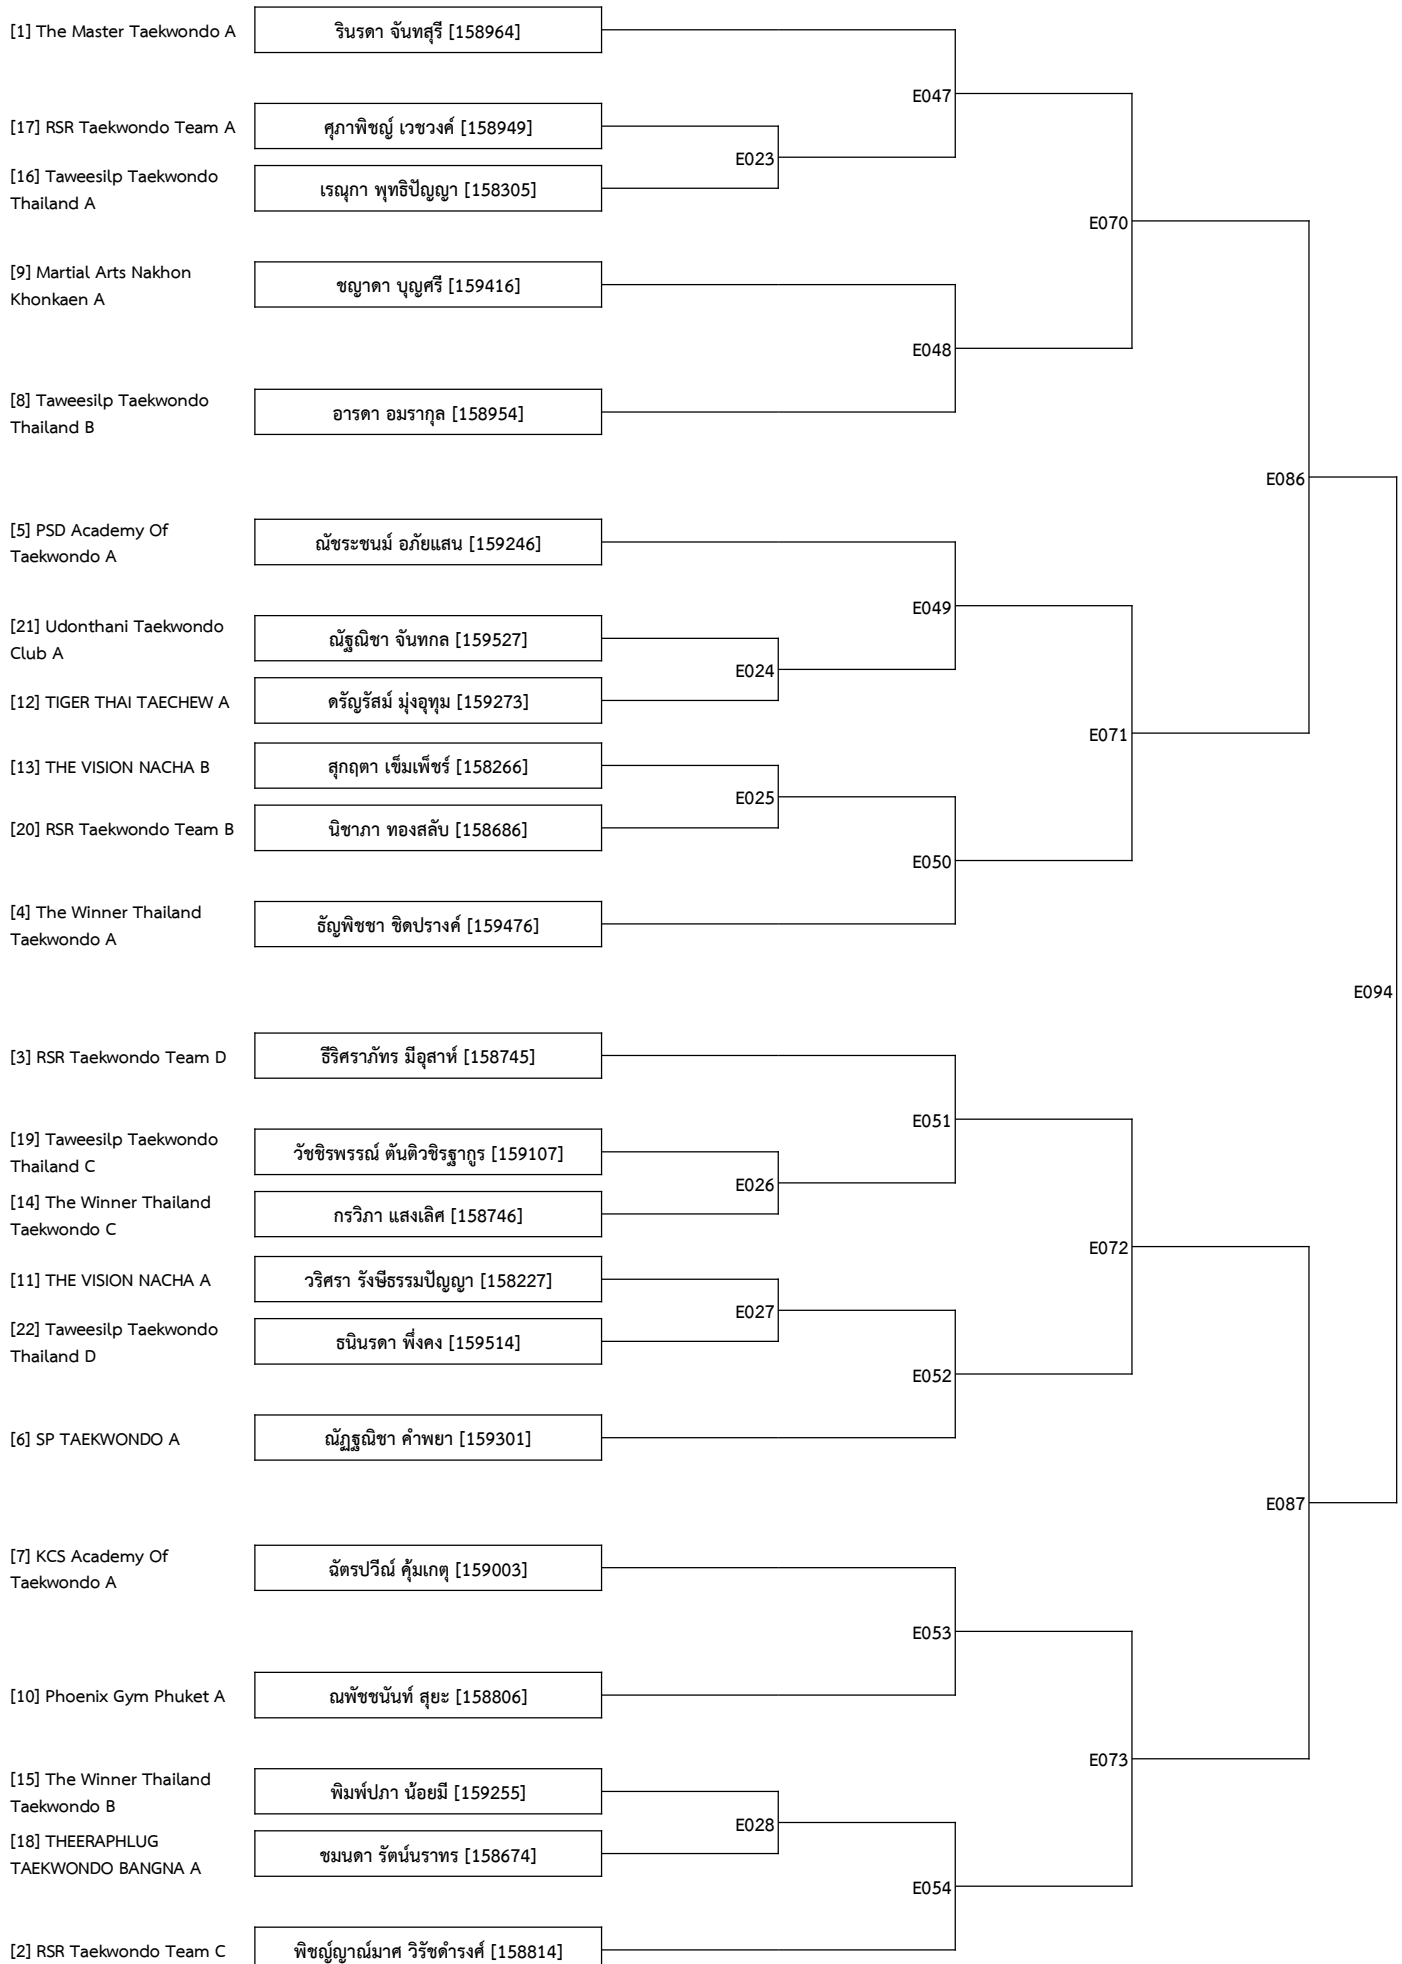 [1] The Master Taekwondo A
รินรดา จันทสุรี [158964]
E047
[17] RSR Taekwondo Team A
ศุภาพิชญ์ เวชวงค์ [158949]
E023
[16] Taweesilp Taekwondo
Thailand A
เรณุกา พุทธิปัญญา [158305]
E070
[9] Martial Arts Nakhon
Khonkaen A
ชญาดา บุญศรี [159416]
E048
[8] Taweesilp Taekwondo
Thailand B
อารดา อมรากุล [158954]
E086
[5] PSD Academy Of
Taekwondo A
ณัชระชนม์ อภัยแสน [159246]
E049
[21] Udonthani Taekwondo
Club A
ณัฐณิชา จันทกล [159527]
E024
[12] TIGER THAI TAECHEW A
ดรัญรัสม์ มุ่งอุทุม [159273]
E071
[13] THE VISION NACHA B
สุกฤตา เข็มเพ็ชร์ [158266]
E025
[20] RSR Taekwondo Team B
นิชาภา ทองสลับ [158686]
E050
[4] The Winner Thailand
Taekwondo A
ธัญพิชชา ชิดปรางค์ [159476]
E094
[3] RSR Taekwondo Team D
ธีริศราภัทร มีอุสาห์ [158745]
E051
[19] Taweesilp Taekwondo
Thailand C
วัชชิรพรรณ์ ตันติวชิรฐากูร [159107]
E026
[14] The Winner Thailand
Taekwondo C
กรวิภา แสงเลิศ [158746]
E072
[11] THE VISION NACHA A
วริศรา รังษีธรรมปัญญา [158227]
E027
[22] Taweesilp Taekwondo
Thailand D
ธนินรดา พึ่งคง [159514]
E052
[6] SP TAEKWONDO A
ณัฏฐณิชา คำพยา [159301]
E087
[7] KCS Academy Of
Taekwondo A
ฉัตรปวีณ์ คุ้มเกตุ [159003]
E053
[10] Phoenix Gym Phuket A
ณพัชชนันท์ สุยะ [158806]
E073
[15] The Winner Thailand
Taekwondo B
พิมพ์ปภา น้อยมี [159255]
E028
[18] THEERAPHLUG
TAEKWONDO BANGNA A
ชมนดา รัตน์นราทร [158674]
E054
[2] RSR Taekwondo Team C
พิชญ์ญาณ์มาศ วิรัชดำรงศ์ [158814]